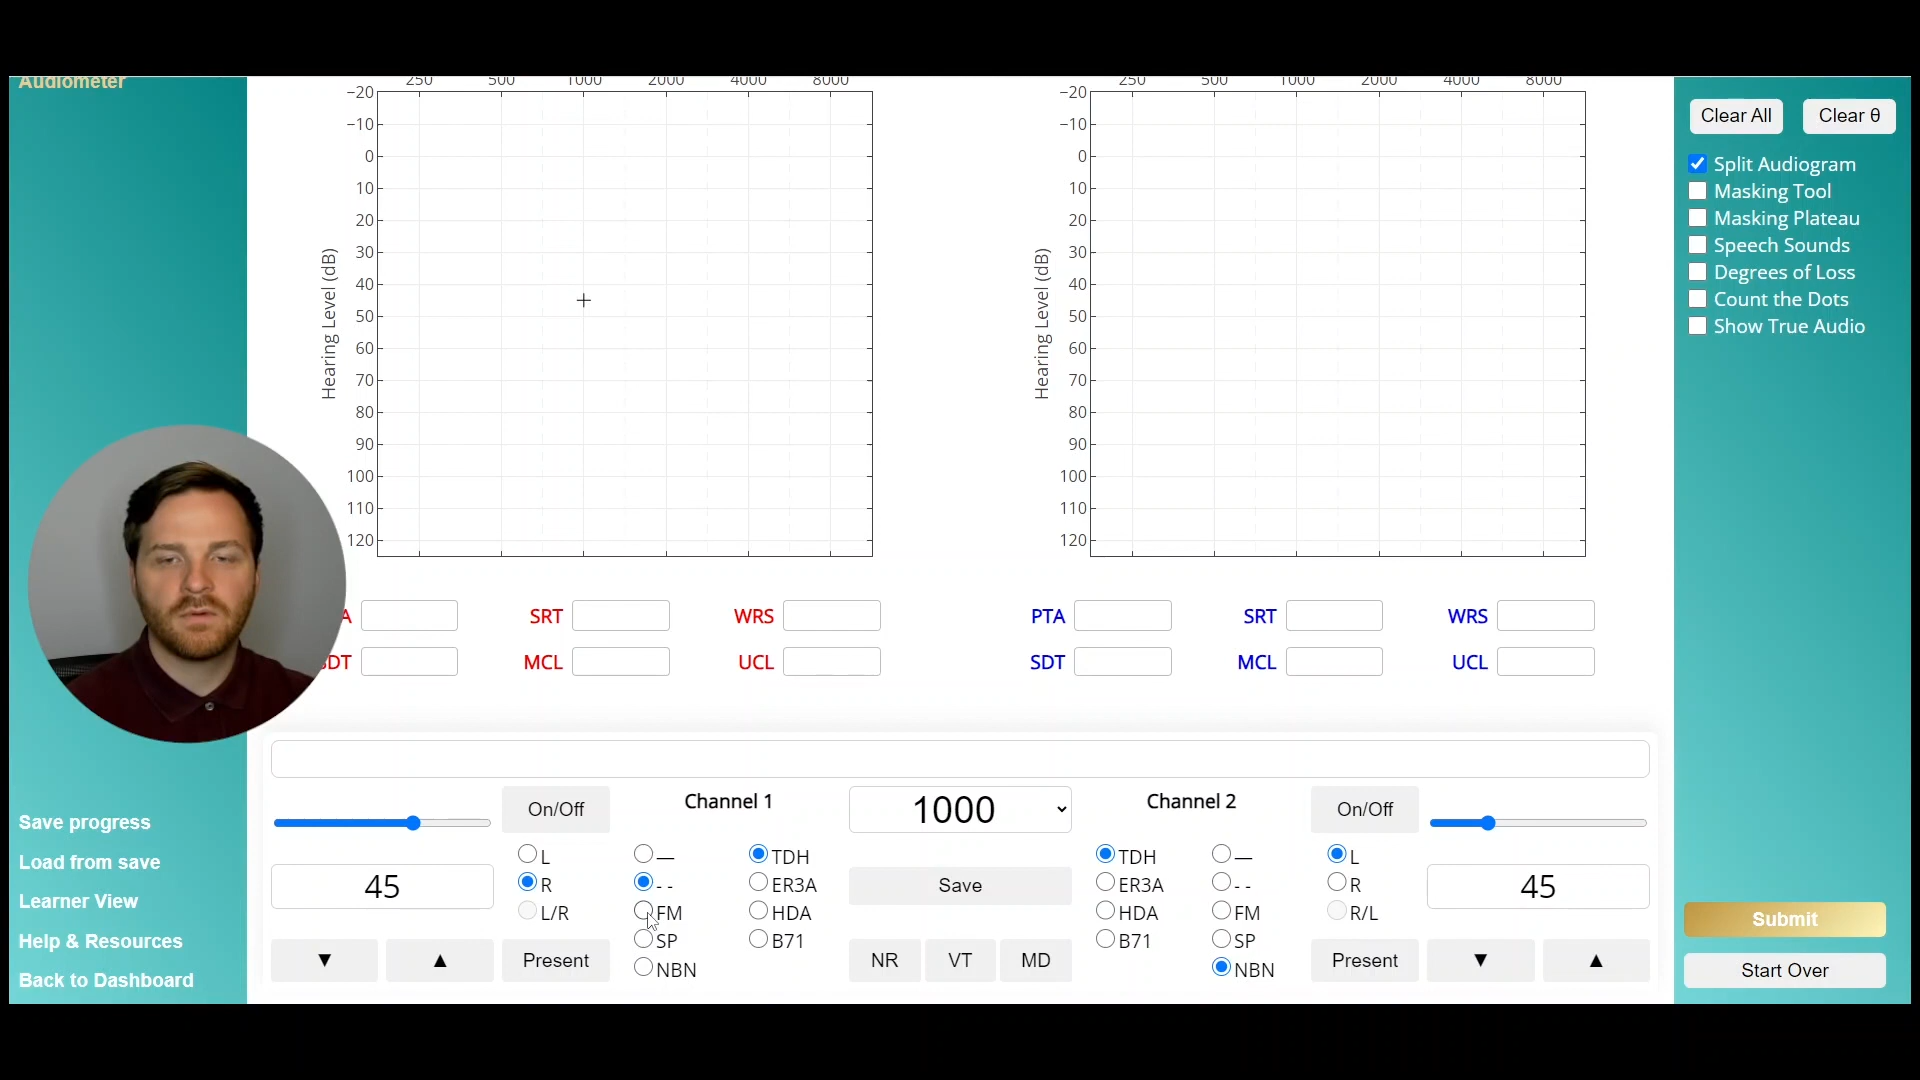 Audiometer
250 500 1000 2000 4000 8000
−20
−10
0
10
20
30
40
50
60
70
80
90
100
110
120
Hearing Level (dB)
250 500 1000 2000 4000 8000
−20
−10
0
10
20
30
40
50
60
70
80
90
100
110
120
Hearing Level (dB)
Clear All Clear θ
Split Audiogram
Masking Tool
Masking Plateau
Speech Sounds
Degrees of Loss
Count the Dots
Show True Audio
SRT WRS
MCL UCL
PTA SRT WRS
SDT MCL UCL
Save progress
Load from save
Learner View
Help & Resources
Back to Dashboard
45
▼ ▲
On/Off
L
R
L/R
Present
Channel 1
—
- -
FM
SP
NBN
TDH
ER3A
HDA
B71
1000
Save
NR VT MD
Channel 2
TDH
ER3A
HDA
B71
—
- -
FM
SP
NBN
On/Off
L
R
R/L
Present
45
▼ ▲
Submit
Start Over